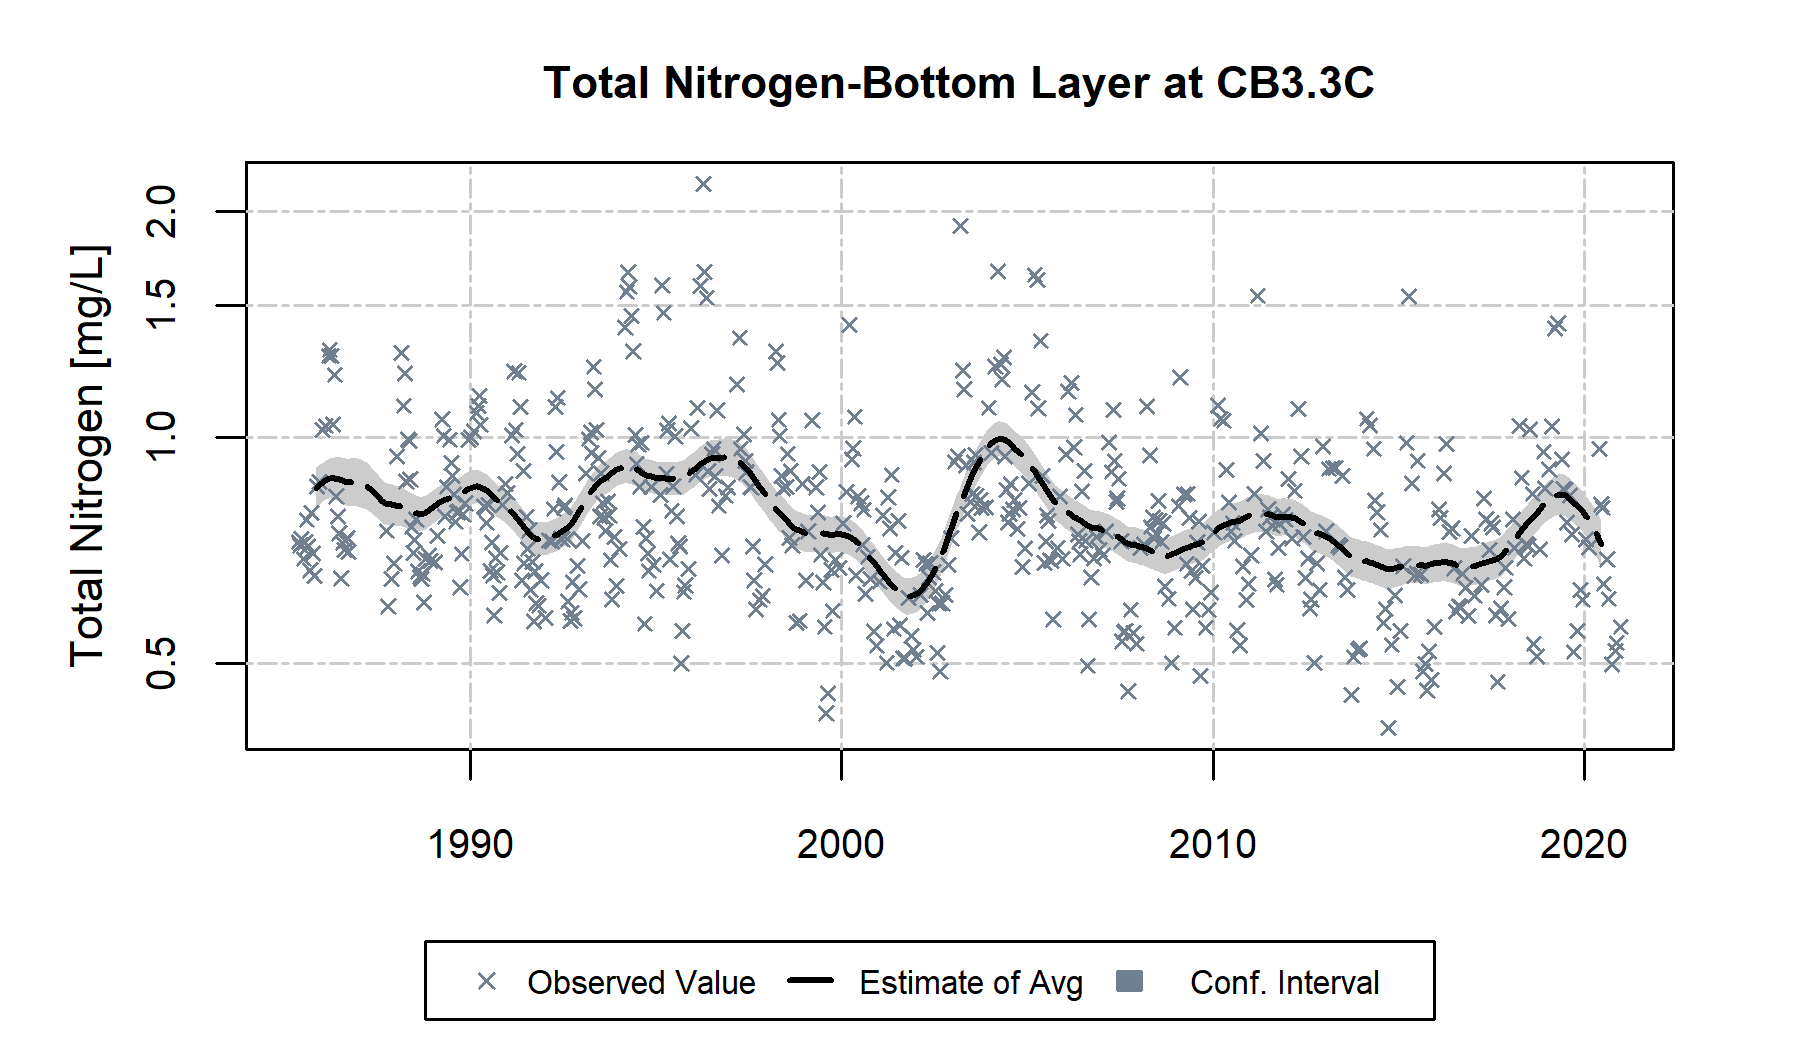 Total Nitrogen-Bottom Layer at CB3.3C
Total Nitrogen [mg/L]
2.0
1.5
1.0
0.5
1990 2000 2010 2020
Observed Value Estimate of Avg Conf. Interval